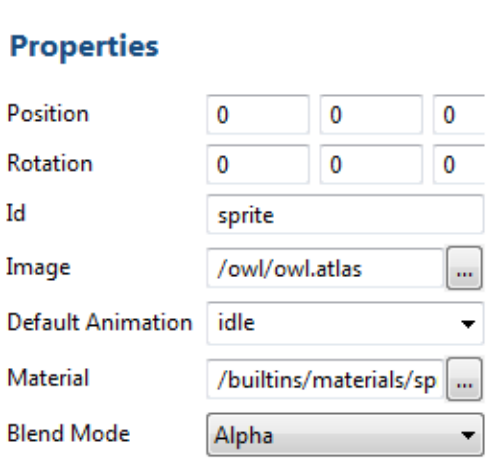 Properties
Position 0 0 0
Rotation 0 0 0
Id sprite
Image /owl/owl.atlas ...
Default Animation idle
Material /builtins/materials/sp ...
Blend Mode Alpha